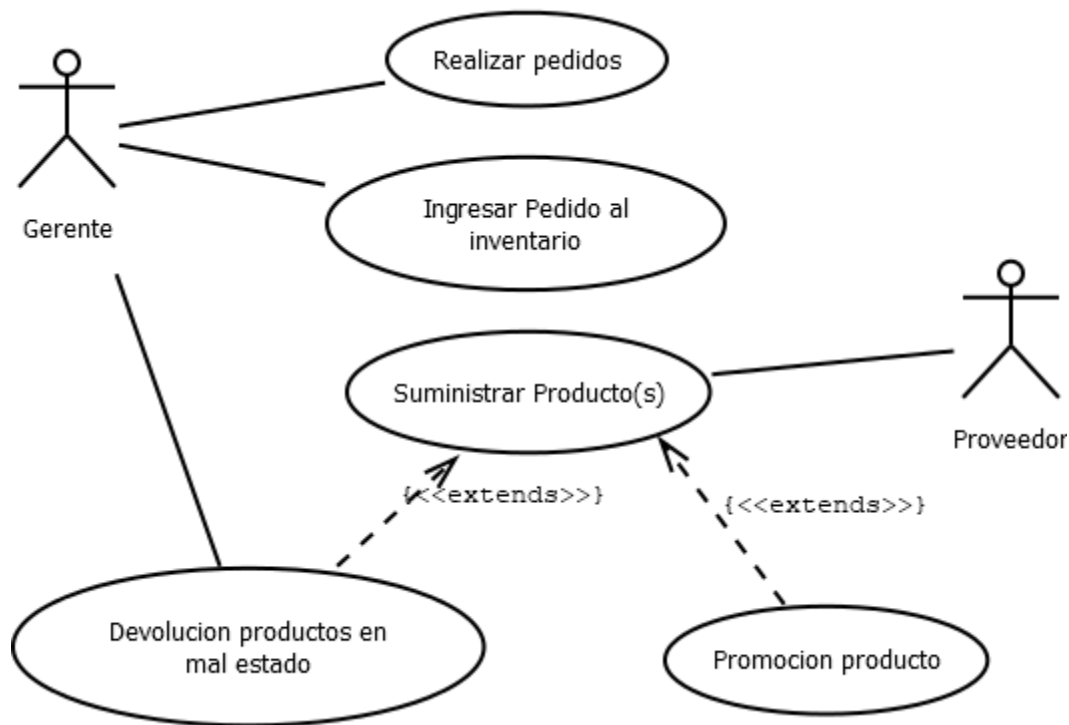 Realizar pedidos
Gerente
Ingresar Pedido al
inventario
Suministrar Producto(s)
Proveedor
{<<extends>>}
{<<extends>>}
Devolucion productos en
mal estado
Promocion producto